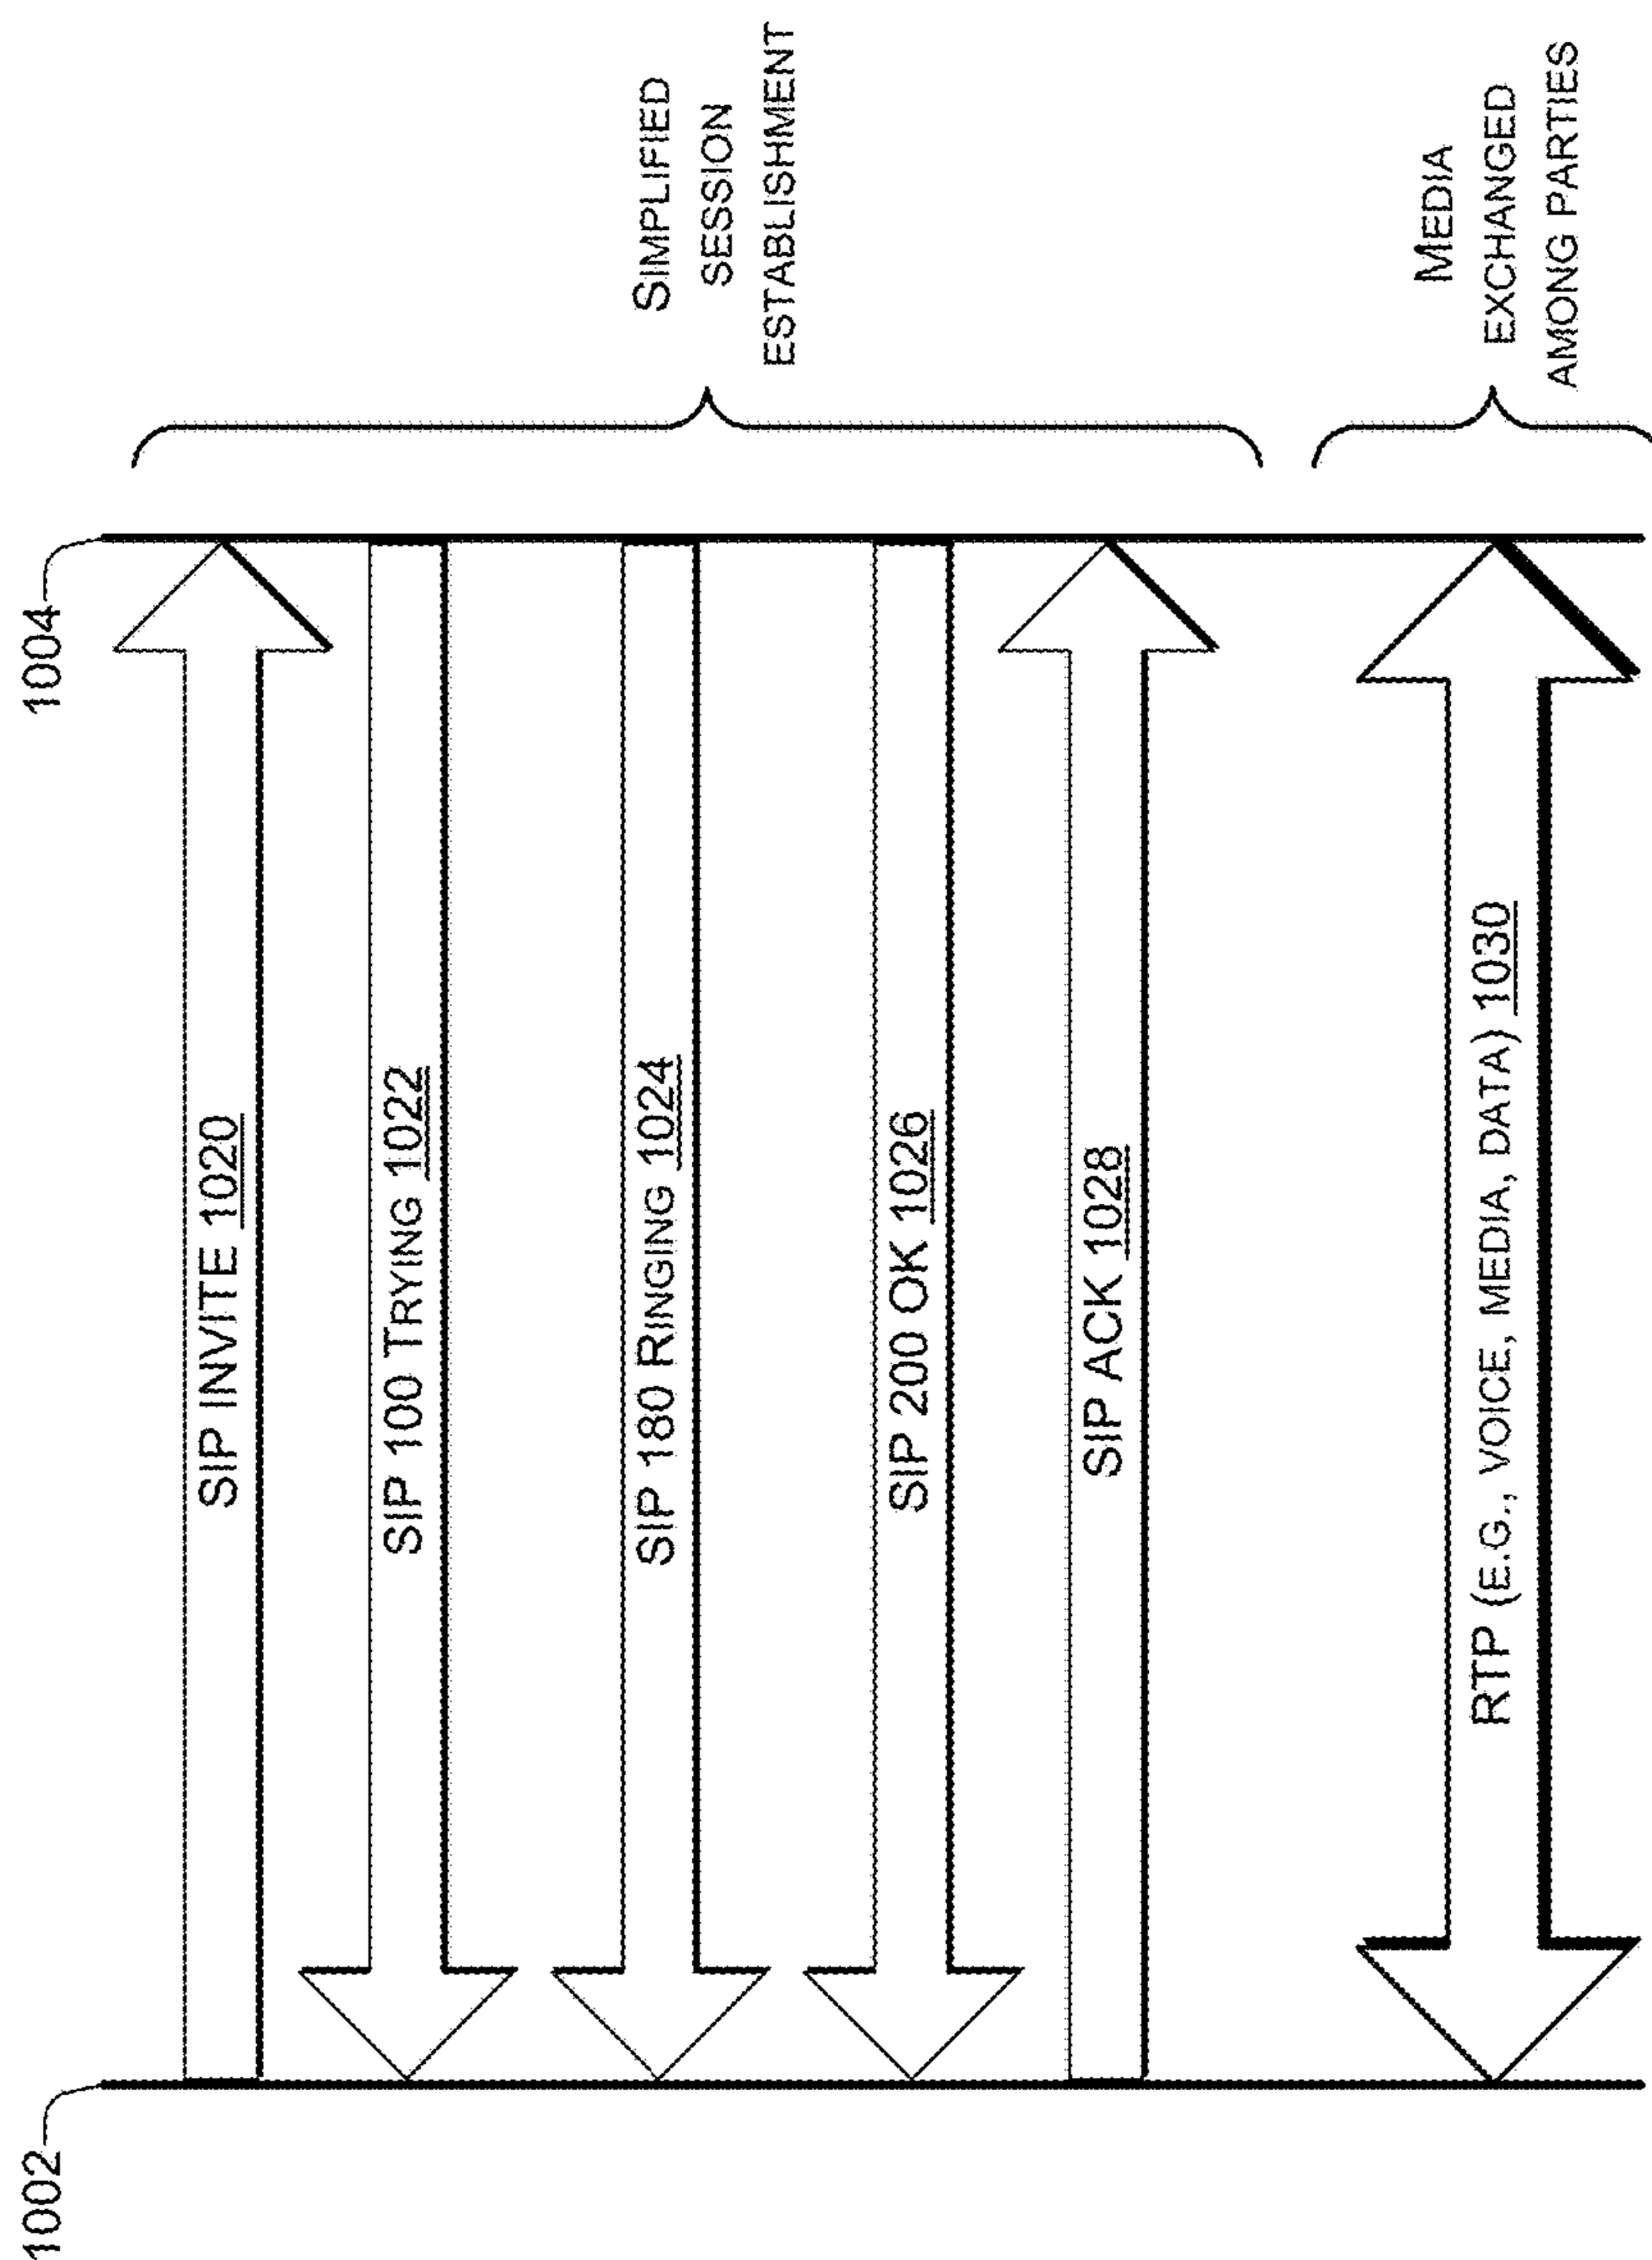 1002
1004
SIP INVITE 1020
SIP 100 TRYING 1022
SIP 180 RINGING 1024
SIP 200 OK 1026
SIP ACK 1028
SIMPLIFIED
SESSION
ESTABLISHMENT
RTP (E.G., VOICE, MEDIA, DATA) 1030
MEDIA
EXCHANGED
AMONG PARTIES